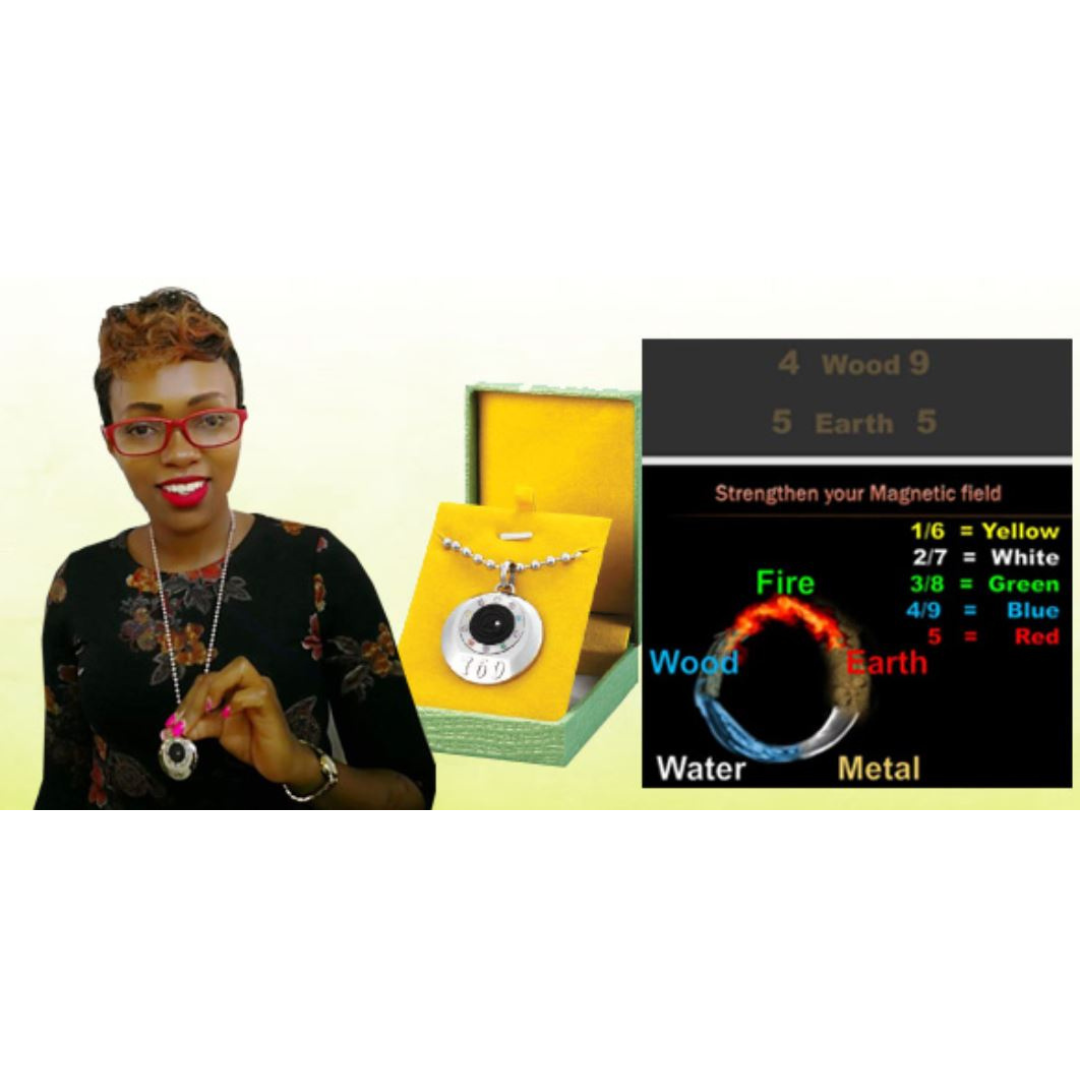 769
4 Wood 9
5 Earth 5
Strengthen your Magnetic field
1/6 = Yellow
2/7 = White
3/8 = Green
4/9 = Blue
5 = Red
Fire
Wood
Earth
Water
Metal